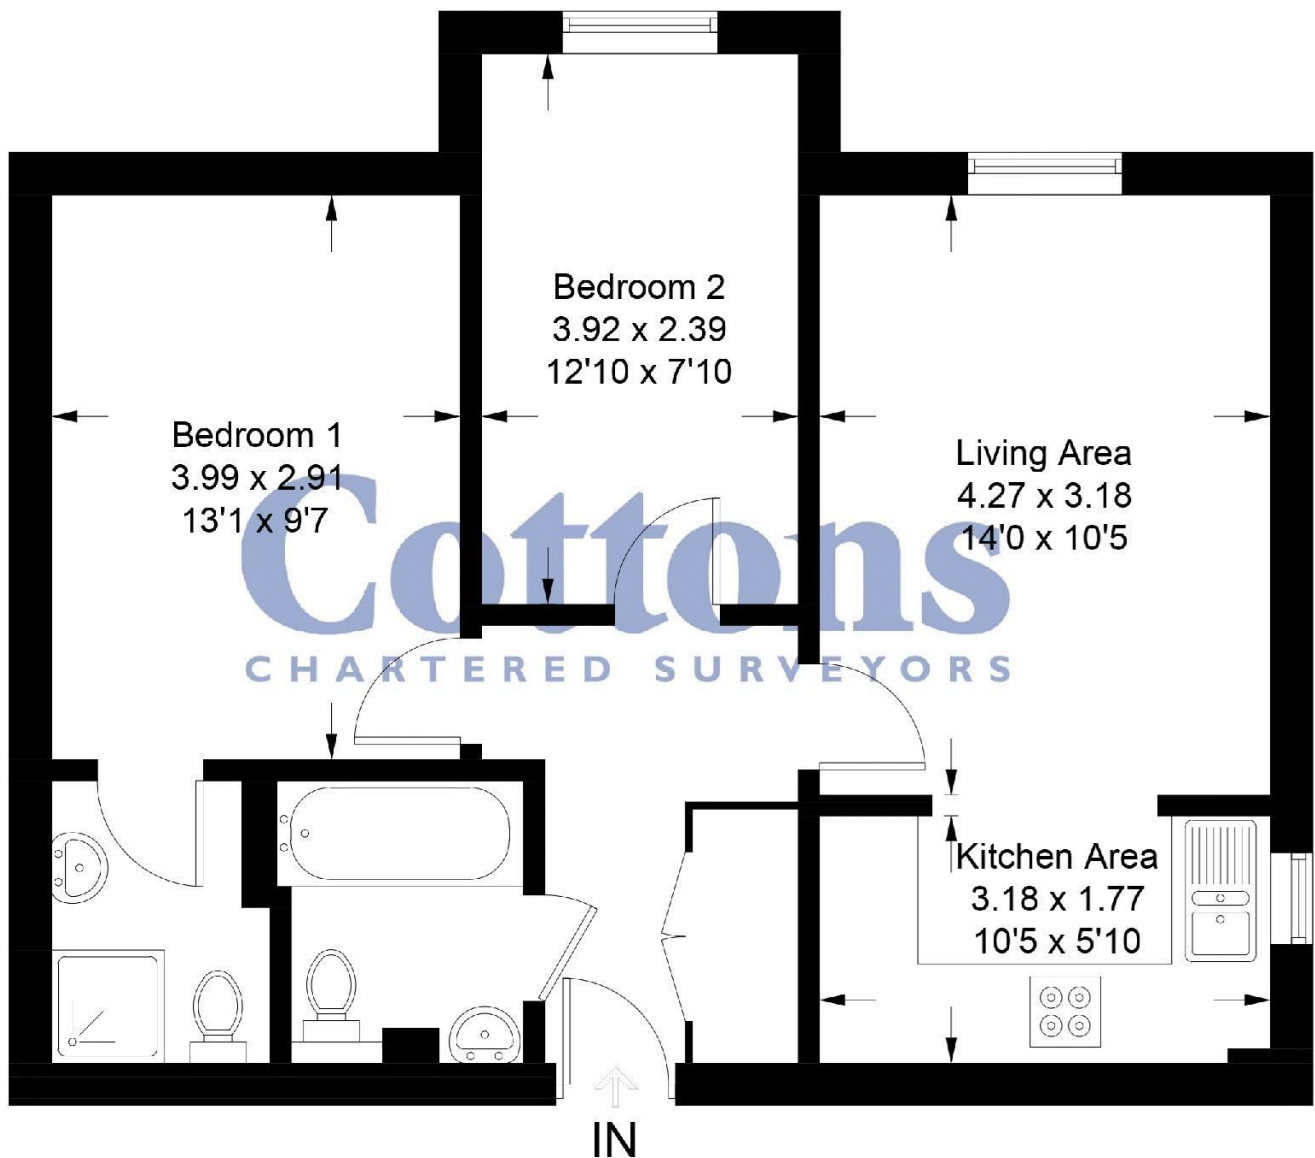 Bedroom 2
3.92 x 2.39
12'10 x 7'10
Bedroom 1
3.99 x 2.91
13'1 x 9'7
Living Area
4.27 x 3.18
14'0 x 10'5
Cottons
CHARTERED SURVEYORS
Kitchen Area
3.18 x 1.77
10'5 x 5'10
IN